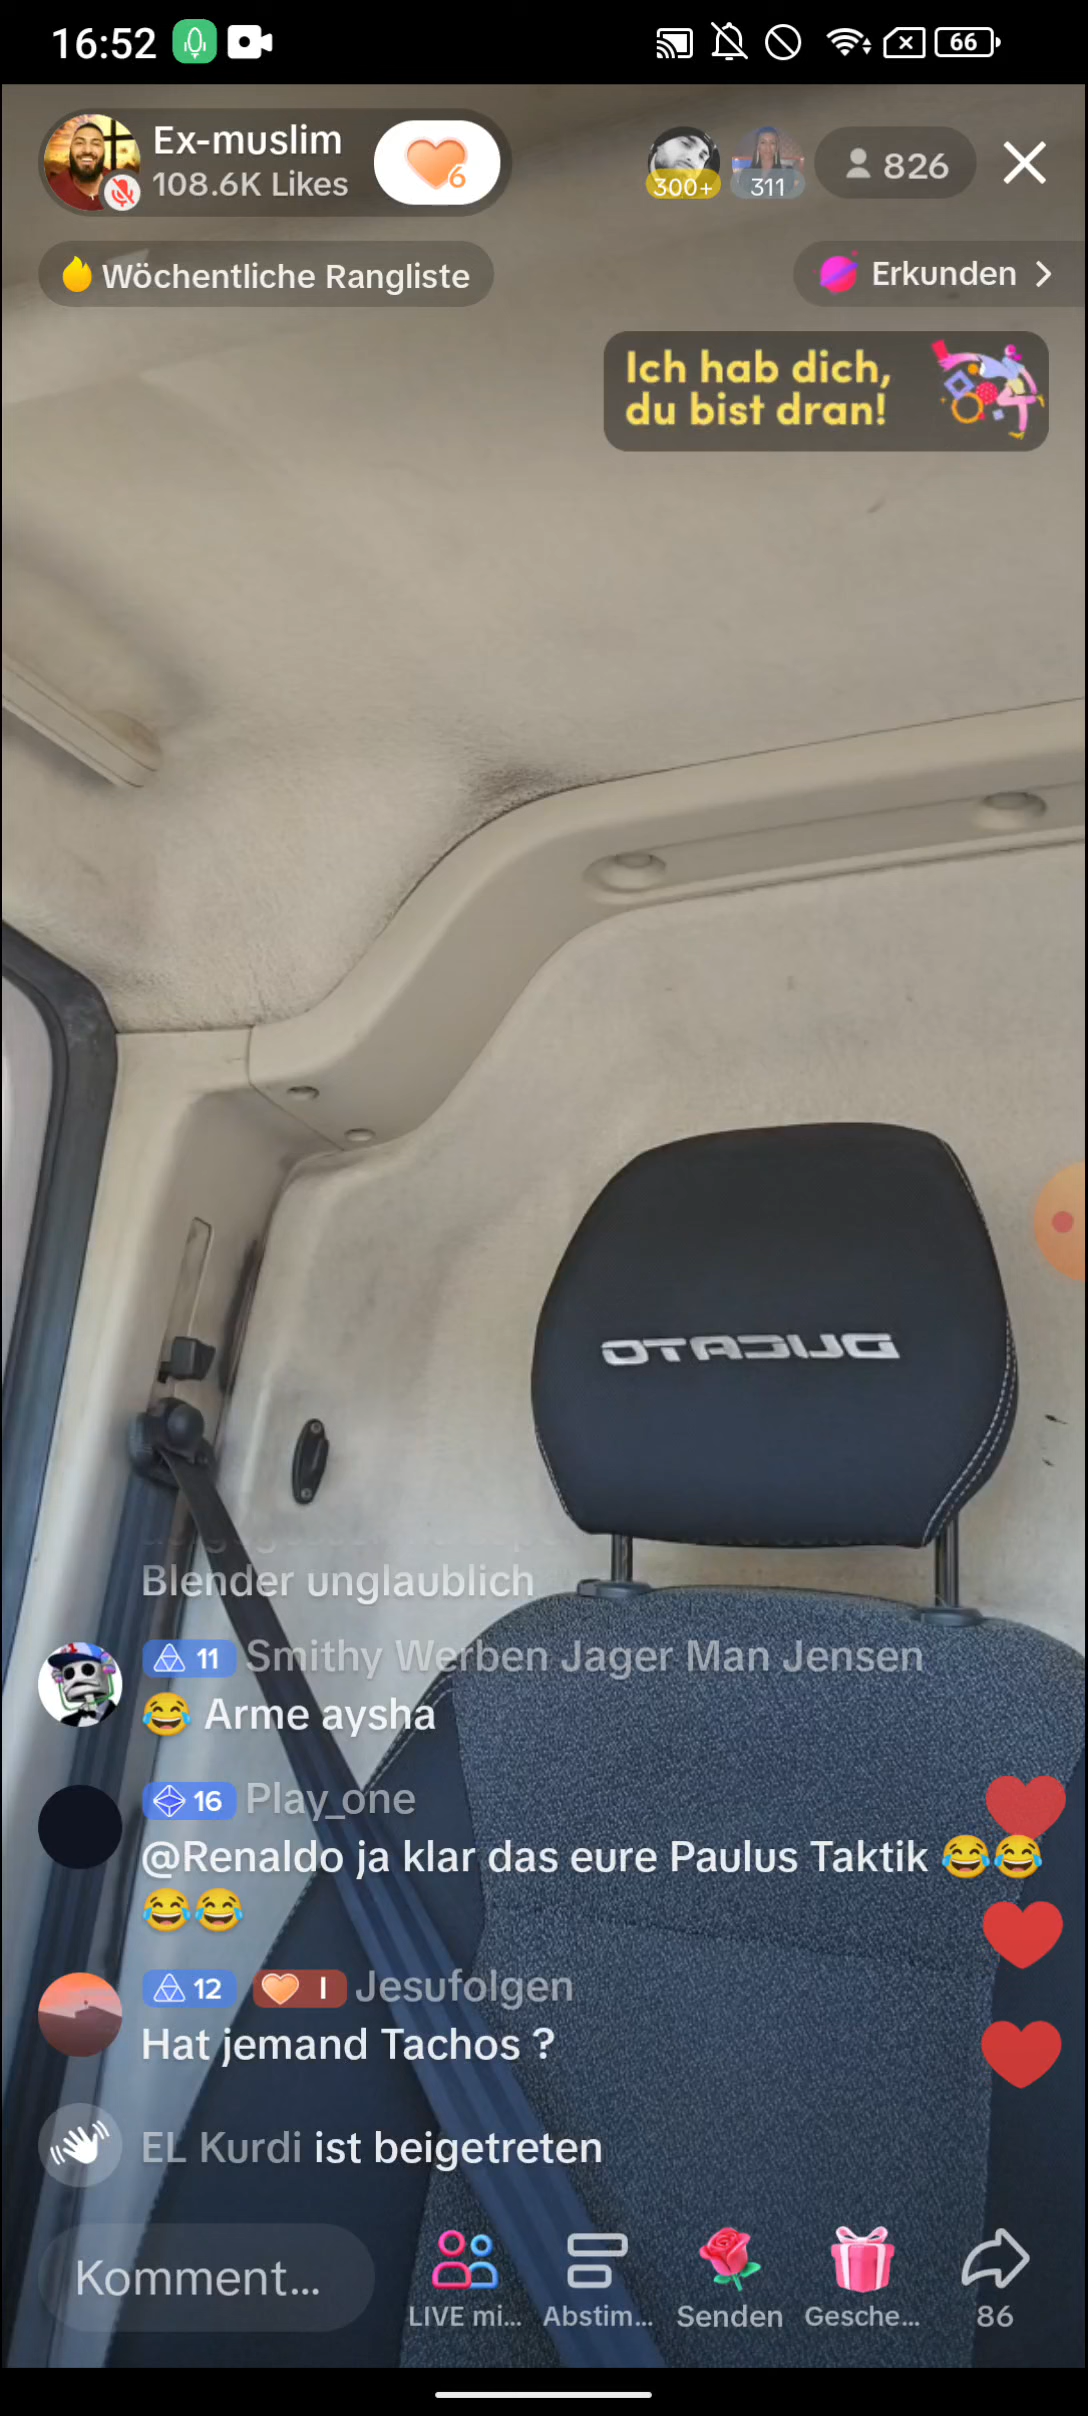 16:52
66
Ex-muslim
108.6K Likes
6
300+
311
826
Wöchentliche Rangliste
Erkunden
Ich hab dich,
du bist dran!
DUCATO
Blender unglaublich
11 Smithy Werben Jager Man Jensen
😂 Arme aysha
16 Play_one
@Renaldo ja klar das eure Paulus Taktik 😂😂
😂😂
12 I Jesufolgen
Hat jemand Tachos ?
EL Kurdi ist beigetreten
Komment...
LIVE mi...
Abstim...
Senden
Gesche...
86